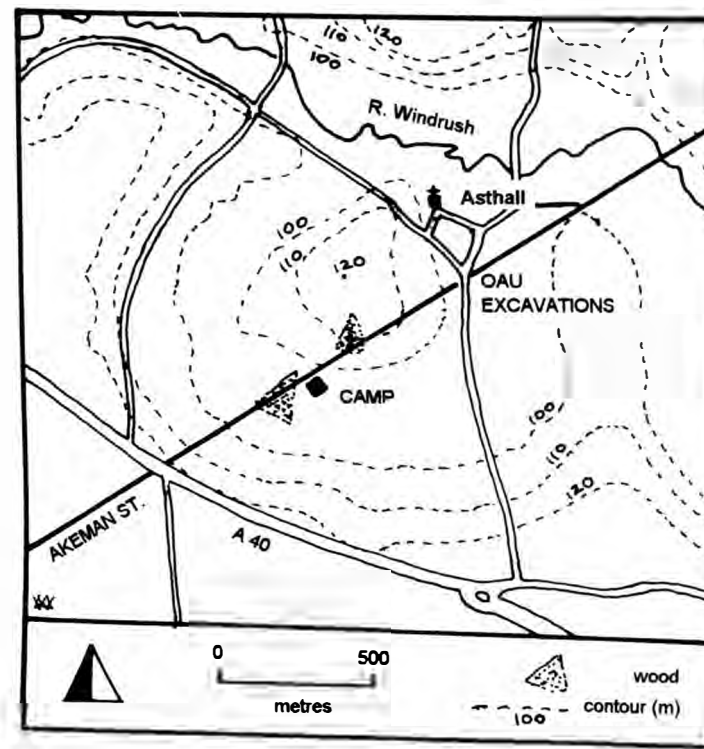 110
120
100
R. Windrush
Asthall
100
110
120
OAU
EXCAVATIONS
CAMP
100
110
120
AKEMAN ST.
A 40
0
500
metres
wood
contour (m)
100